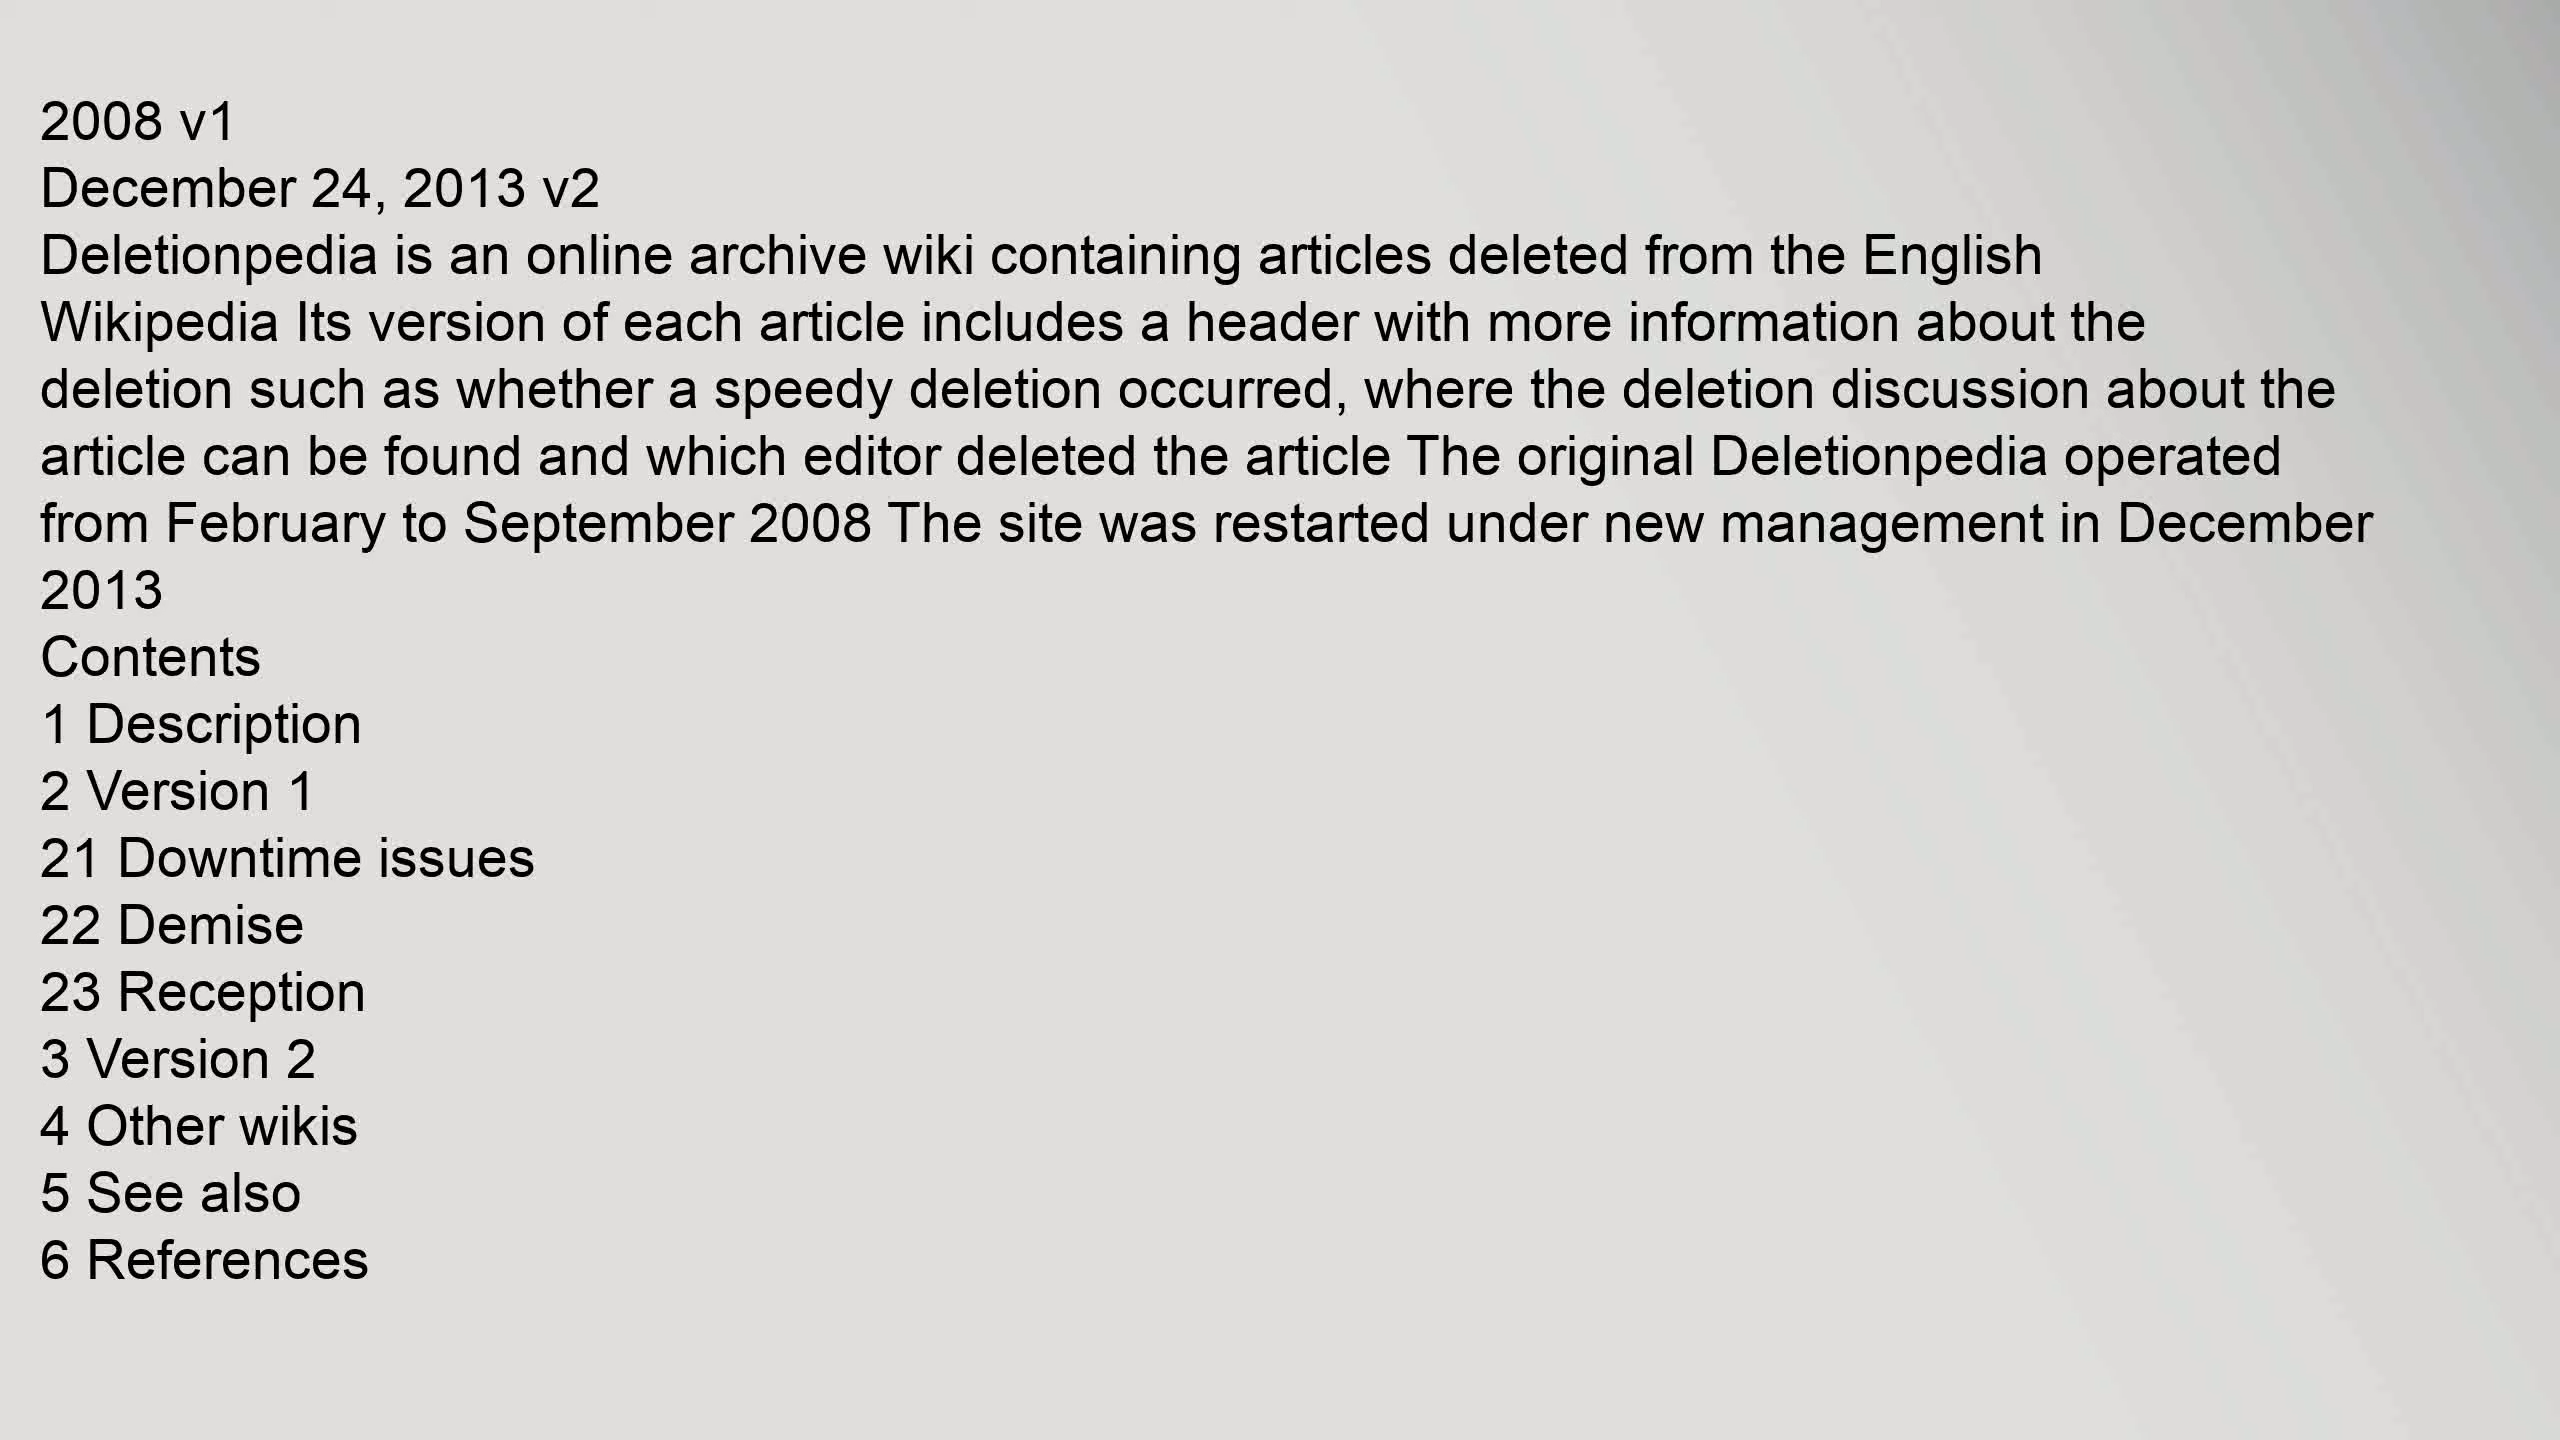 2008 v1
December 24, 2013 v2
Deletionpedia is an online archive wiki containing articles deleted from the English
Wikipedia Its version of each article includes a header with more information about the
deletion such as whether a speedy deletion occurred, where the deletion discussion about the
article can be found and which editor deleted the article The original Deletionpedia operated
from February to September 2008 The site was restarted under new management in December
2013
Contents
1 Description
2 Version 1
21 Downtime issues
22 Demise
23 Reception
3 Version 2
4 Other wikis
5 See also
6 References